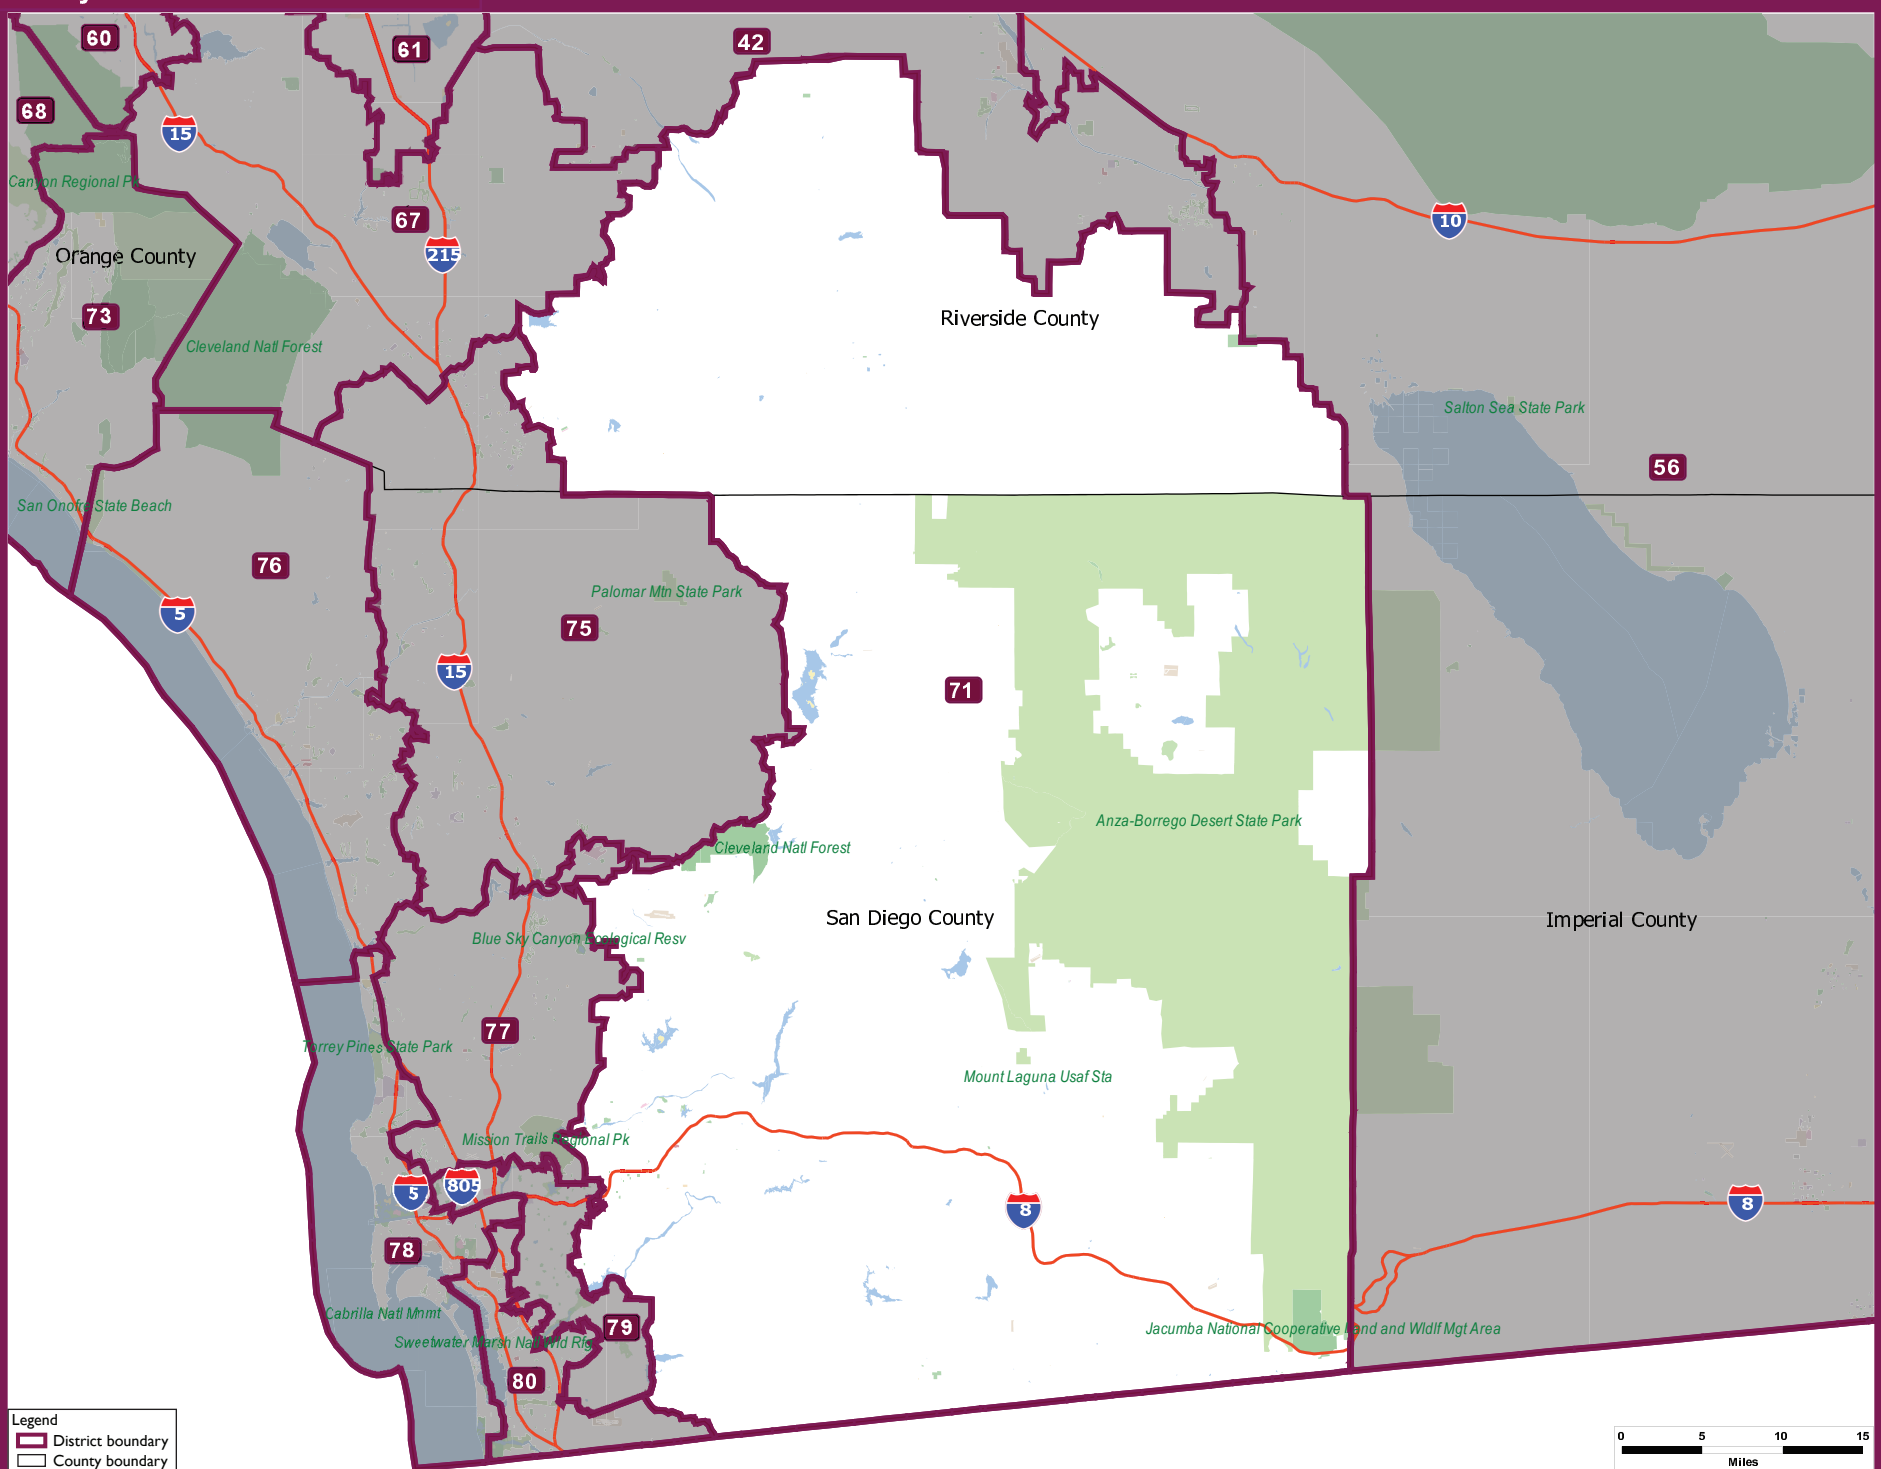 60
61
42
68
15
Canyon Regional Pk
67
10
215
Orange County
73
Riverside County
Cleveland Natl Forest
Salton Sea State Park
56
San Onofre State Beach
76
Palomar Mtn State Park
5
75
15
71
Anza-Borrego Desert State Park
Cleveland Natl Forest
San Diego County
Imperial County
Blue Sky Canyon Ecological Resv
77
Torrey Pines State Park
Mount Laguna Usaf Sta
Mission Trails Regional Pk
5
805
8
8
78
Cabrilla Natl Mnmt
79
Jacumba National Cooperative Land and Wldlf Mgt Area
Sweetwater Marsh Natl Wld Rfg
80
Legend
District boundary
County boundary
0 5 10 15
Miles